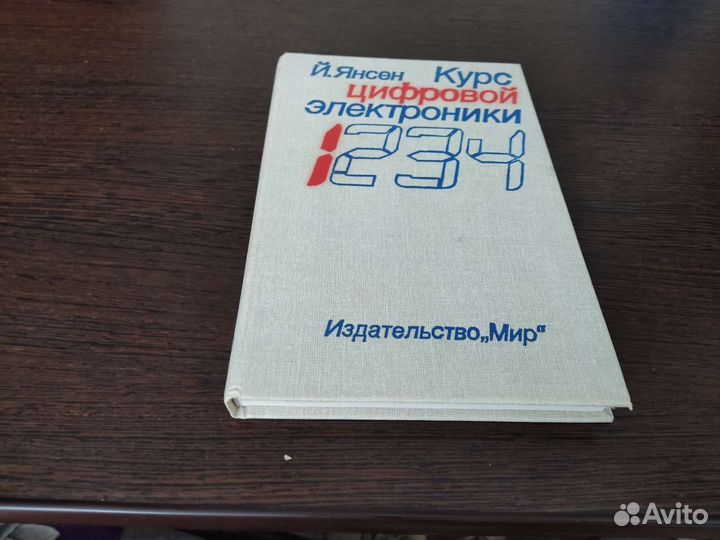 Й. Янсен Курс
цифровой
электроники
1234
Издательство„Мир“
Avito